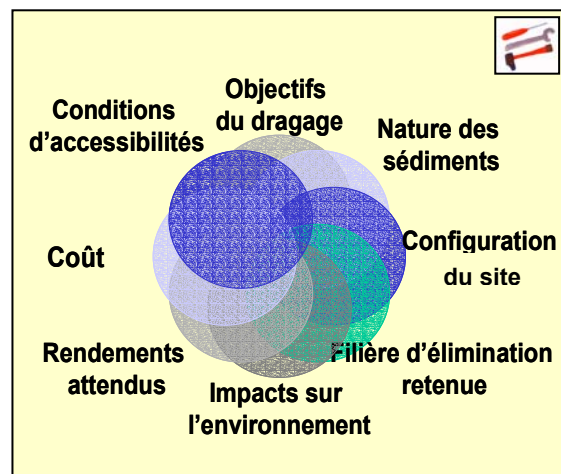 Objectifs
du dragage
Conditions
d'accessibilités
Nature des
sédiments
Configuration
du site
Coût
Filière d'élimination
retenue
Rendements
attendus
Impacts sur
l'environnement